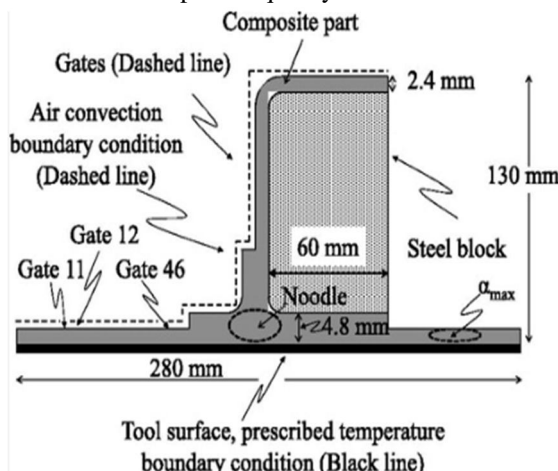 Composite part
Gates (Dashed line)
2.4 mm
Air convection
boundary condition
(Dashed line)
130 mm
60 mm
Steel block
Gate 12
Gate 11
Gate 46
Noodle
αmax
4.8 mm
280 mm
Tool surface, prescribed temperature
boundary condition (Black line)